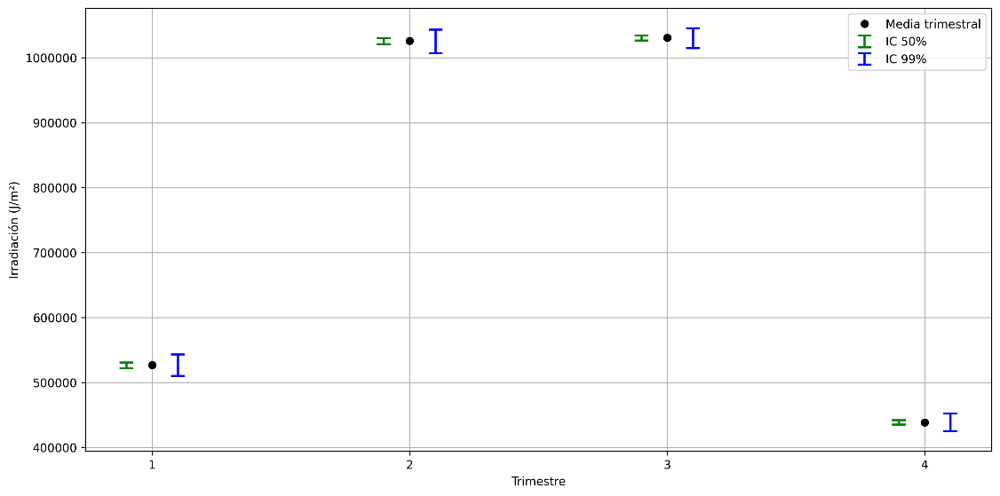 Media trimestral
IC 50%
IC 99%
1000000
900000
800000
700000
600000
500000
400000
Irradiación (J/m²)
1
2
3
4
Trimestre